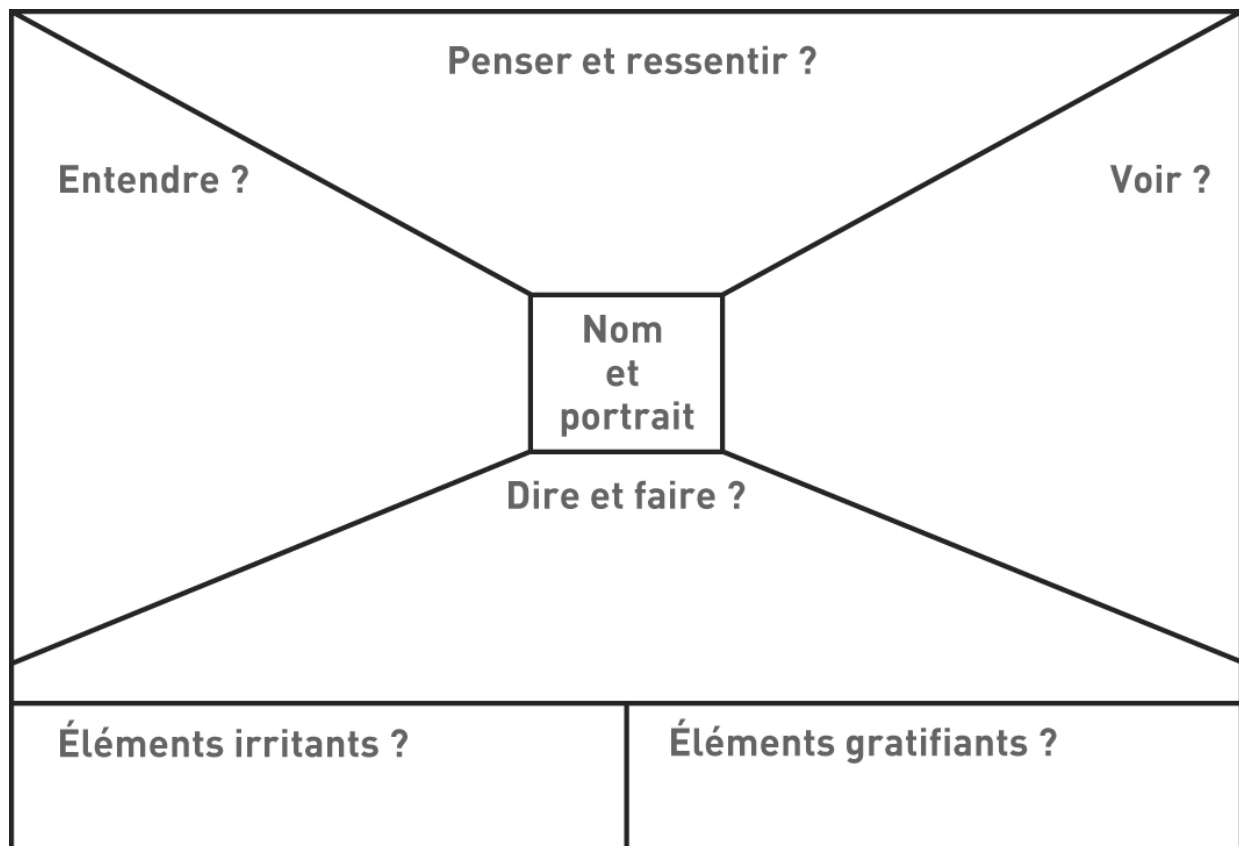 Penser et ressentir ?
Entendre ?
Voir ?
Nom
et
portrait
Dire et faire ?
Éléments irritants ?
Éléments gratifiants ?